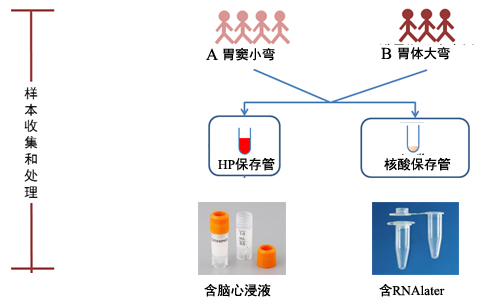 样本收集和处理
A 胃窦小弯
B 胃体大弯
HP保存管
核酸保存管
含脑心浸液
含RNAlater